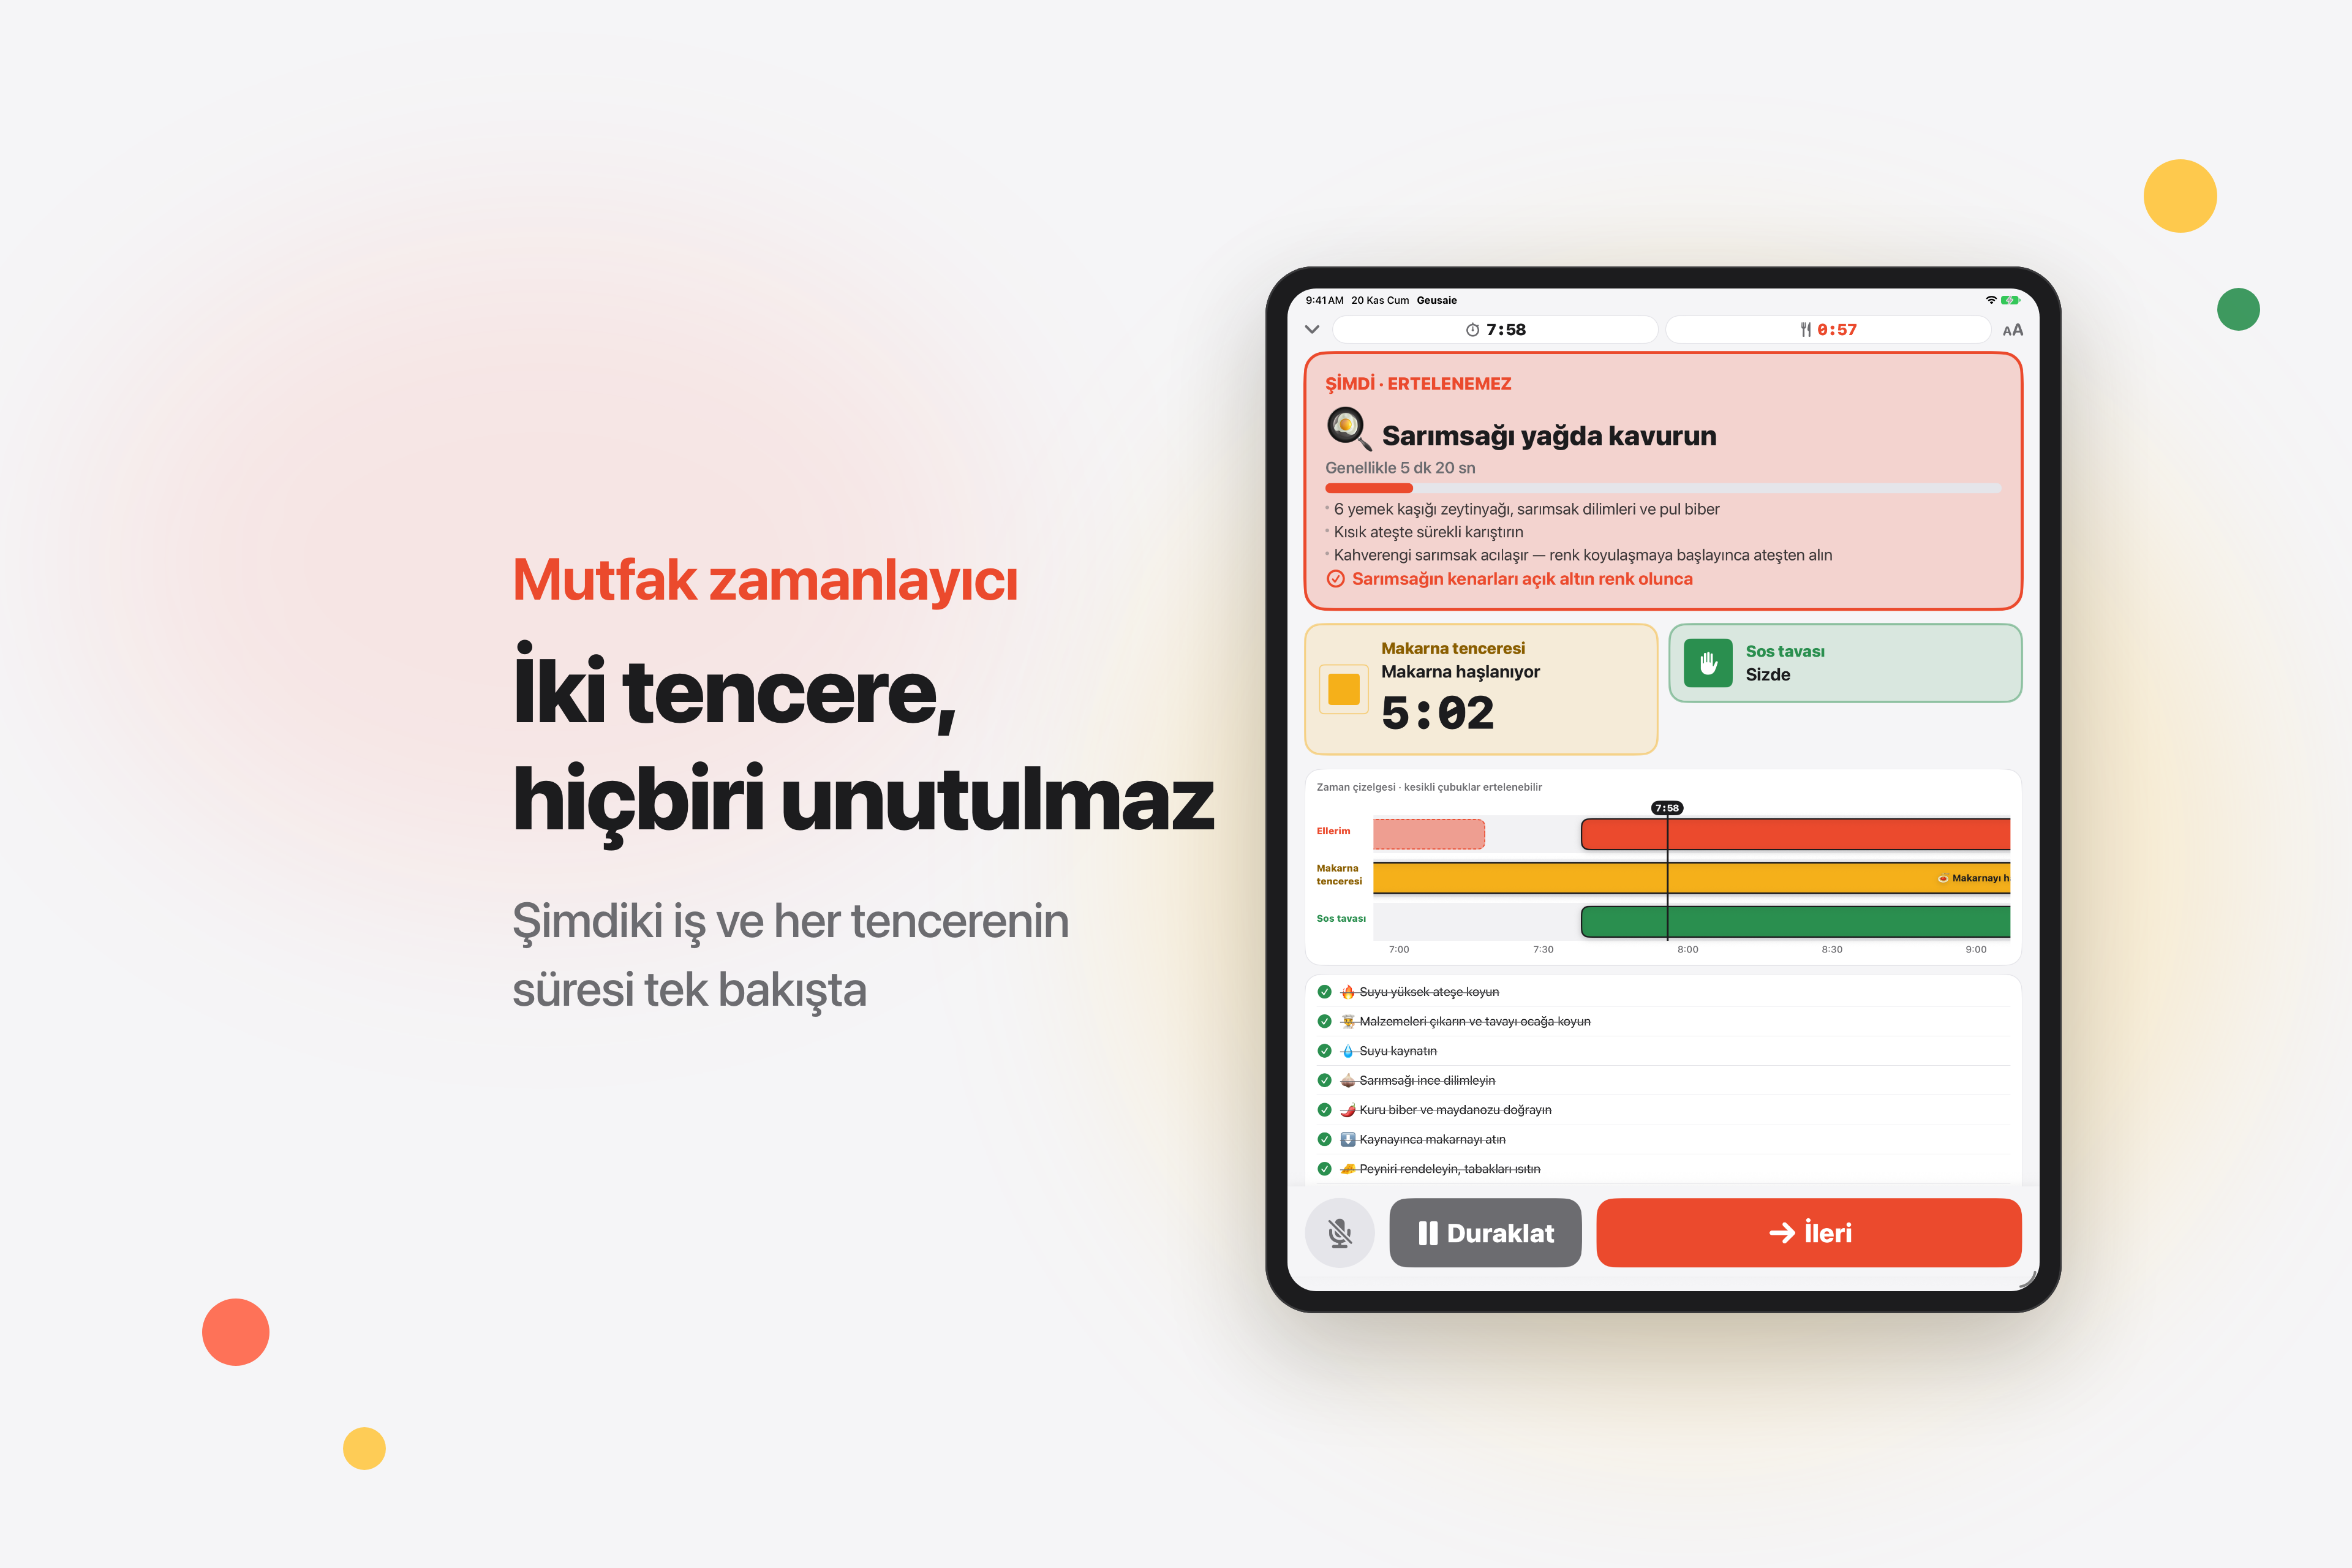 Mutfak zamanlayıcı
İki tencere,
hiçbiri unutulmaz
Şimdiki iş ve her tencerenin
süresi tek bakışta
9:41 AM 20 Kas Cum Geusaie
7:58
0:57
AA
ŞİMDİ · ERTELENEMEZ
Sarımsağı yağda kavurun
Genellikle 5 dk 20 sn
• 6 yemek kaşığı zeytinyağı, sarımsak dilimleri ve pul biber
• Kısık ateşte sürekli karıştırın
• Kahverengi sarımsak acılaşır — renk koyulaşmaya başlayınca ateşten alın
Sarımsağın kenarları açık altın renk olunca
Makarna tenceresi
Makarna haşlanıyor
5:02
Sos tavası
Sizde
Zaman çizelgesi · kesikli çubuklar ertelenebilir
7:58
Ellerim
Makarna
tenceresi
Makarnayı h
Sos tavası
7:00 7:30 8:00 8:30 9:00
Suyu yüksek ateşe koyun
Malzemeleri çıkarın ve tavayı ocağa koyun
Suyu kaynatın
Sarımsağı ince dilimleyin
Kuru biber ve maydanozu doğrayın
Kaynayınca makarnayı atın
Peyniri rendeleyin, tabakları ısıtın
Duraklat
İleri